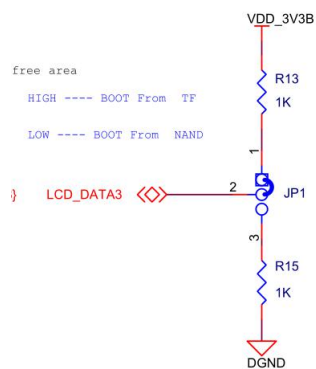 VDD_3V3B
free area
R13
HIGH ---- BOOT From TF
1K
LOW ---- BOOT From NAND
1
} LCD_DATA3
2
JP1
3
R15
1K
DGND